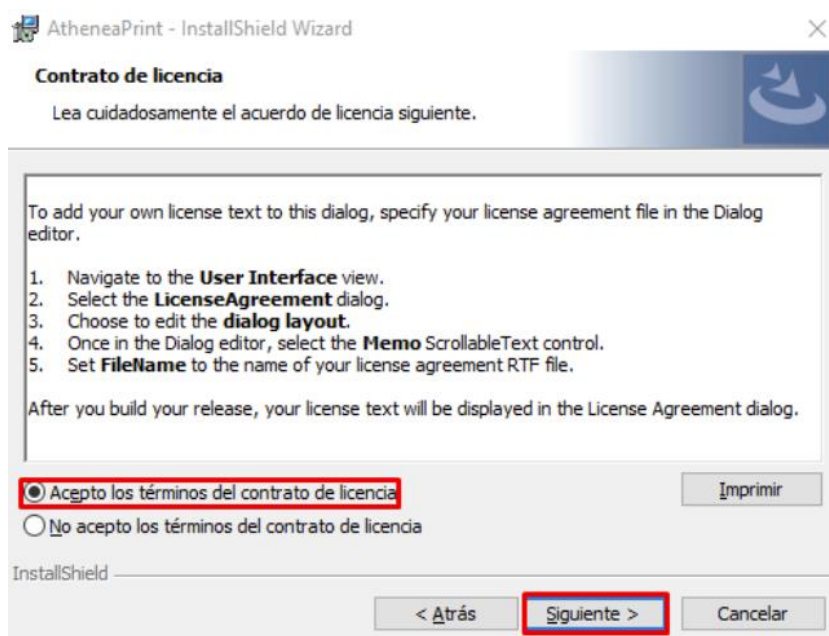 AtheneaPrint - InstallShield Wizard
Contrato de licencia
Lea cuidadosamente el acuerdo de licencia siguiente.
To add your own license text to this dialog, specify your license agreement file in the Dialog
editor.
1. Navigate to the User Interface view.
2. Select the LicenseAgreement dialog.
3. Choose to edit the dialog layout.
4. Once in the Dialog editor, select the Memo ScrollableText control.
5. Set FileName to the name of your license agreement RTF file.
After you build your release, your license text will be displayed in the License Agreement dialog.
Acepto los términos del contrato de licencia
Imprimir
No acepto los términos del contrato de licencia
InstallShield
< Atrás
Siguiente >
Cancelar